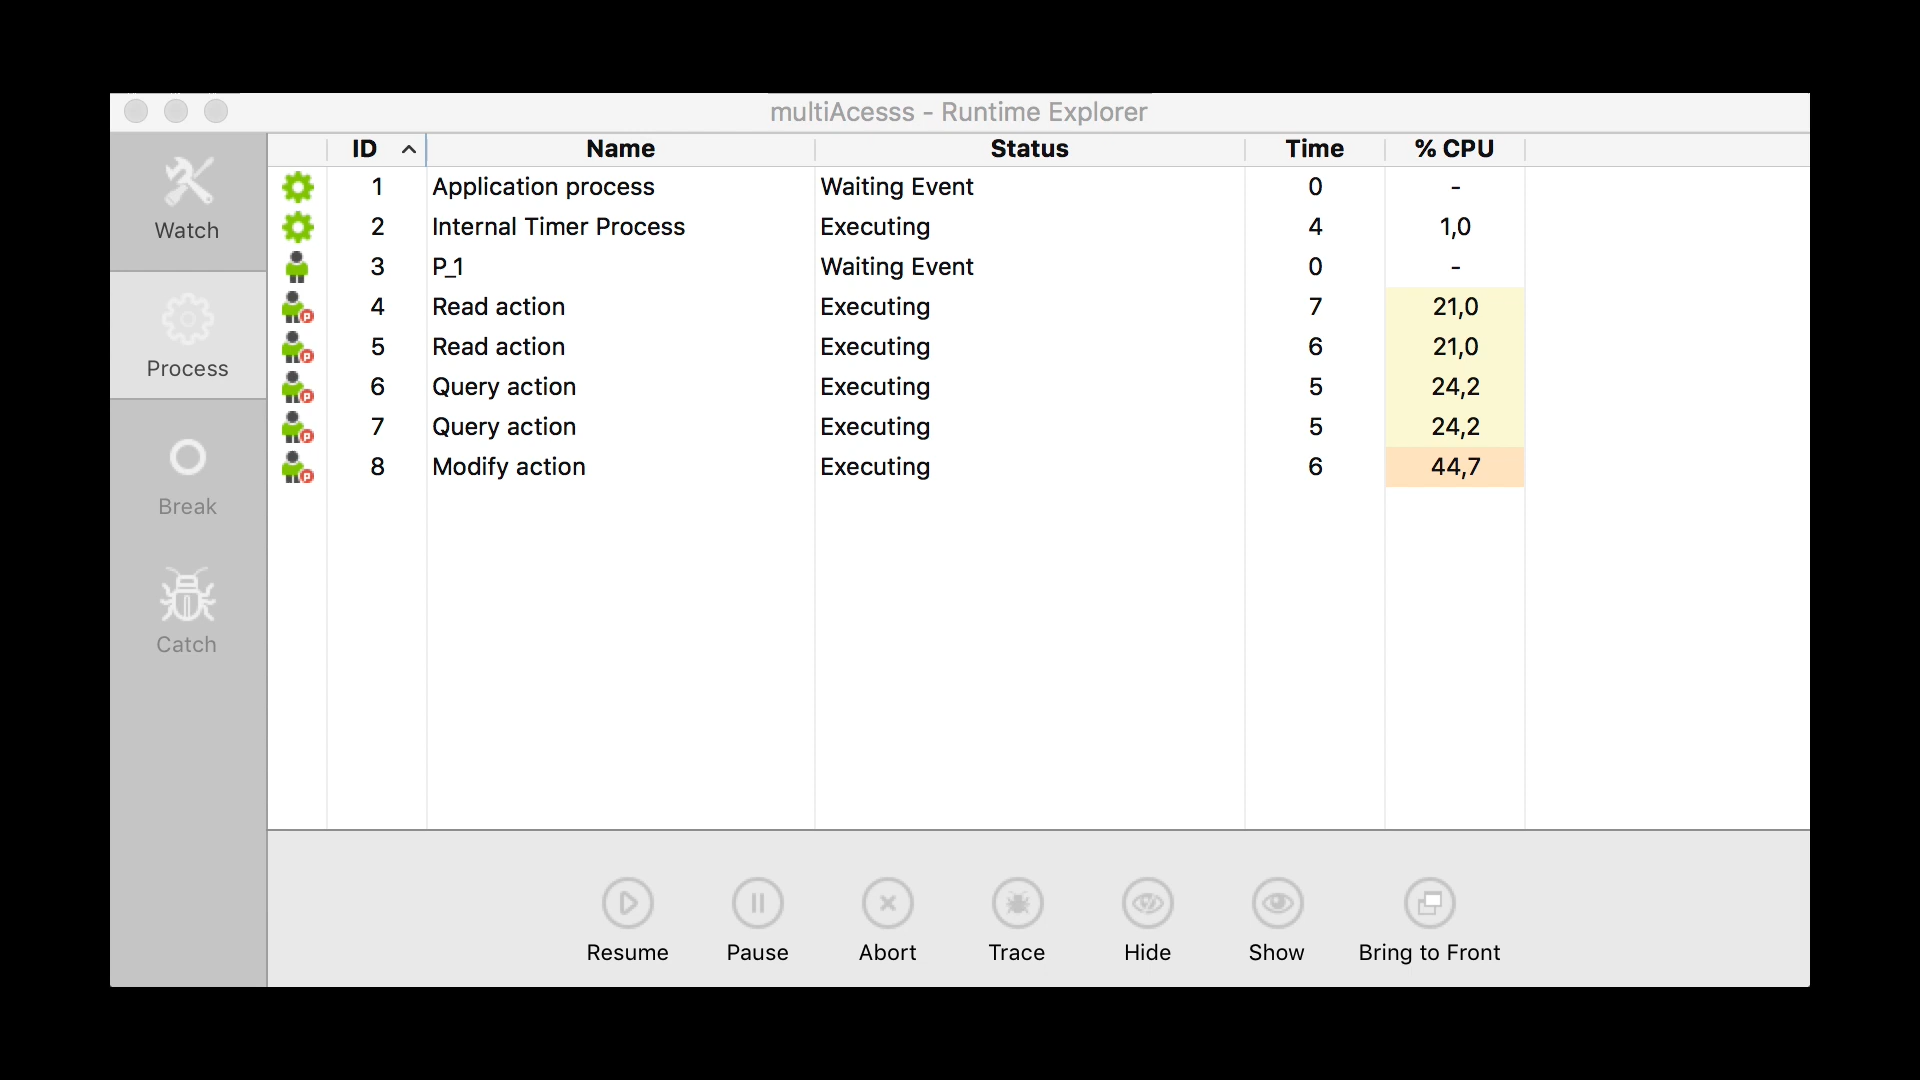 multiAcesss - Runtime Explorer
ID Name Status Time % CPU
1 Application process Waiting Event 0 -
2 Internal Timer Process Executing 4 1,0
3 P_1 Waiting Event 0 -
4 Read action Executing 7 21,0
5 Read action Executing 6 21,0
6 Query action Executing 5 24,2
7 Query action Executing 5 24,2
8 Modify action Executing 6 44,7
Watch
Process
Break
Catch
Resume Pause Abort Trace Hide Show Bring to Front